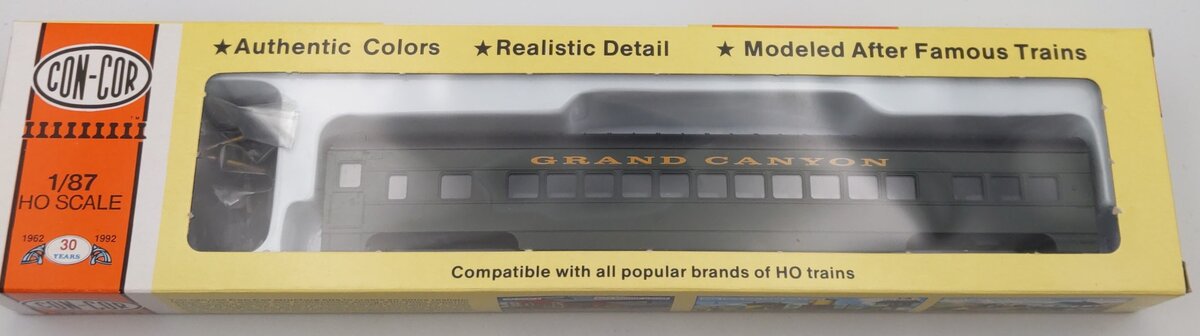 ★Authentic Colors ★Realistic Detail ★ Modeled After Famous Trains
CON-COR
TM
1/87
HO SCALE
1962 30 1992
YEARS
GRAND CANYON
Compatible with all popular brands of HO trains
CON-COR